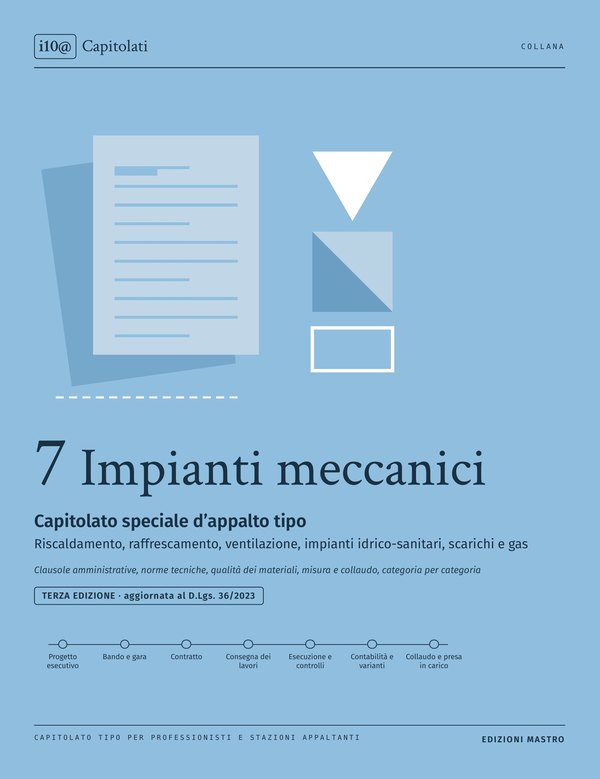 i10@ Capitolati
COLLANA
7 Impianti meccanici
Capitolato speciale d’appalto tipo
Riscaldamento, raffrescamento, ventilazione, impianti idrico-sanitari, scarichi e gas
Clausole amministrative, norme tecniche, qualità dei materiali, misura e collaudo, categoria per categoria
TERZA EDIZIONE · aggiornata al D.Lgs. 36/2023
Progetto
esecutivo
Bando e gara
Contratto
Consegna dei
lavori
Esecuzione e
controlli
Contabilità e
varianti
Collaudo e presa
in carico
CAPITOLATO TIPO PER PROFESSIONISTI E STAZIONI APPALTANTI
EDIZIONI MASTRO